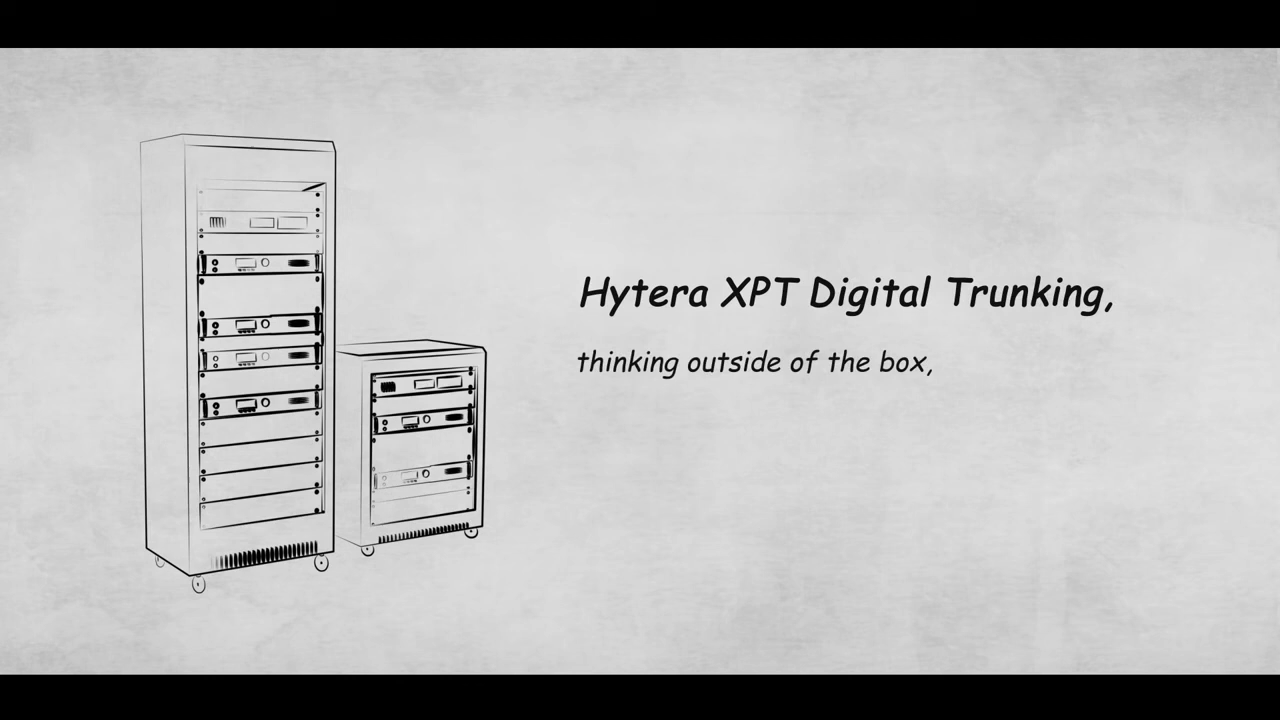 Hytera XPT Digital Trunking,
thinking outside of the box,